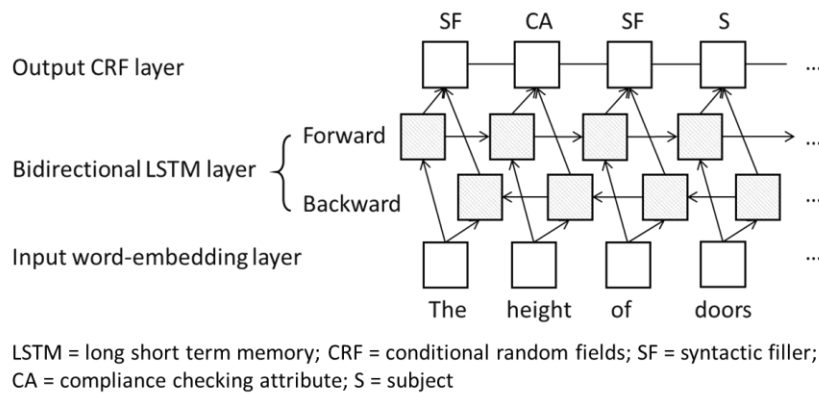 SF CA SF S
Output CRF layer ...
Forward ...
Bidirectional LSTM layer
Backward ...
Input word-embedding layer ...
The height of doors
LSTM = long short term memory; CRF = conditional random fields; SF = syntactic filler;
CA = compliance checking attribute; S = subject